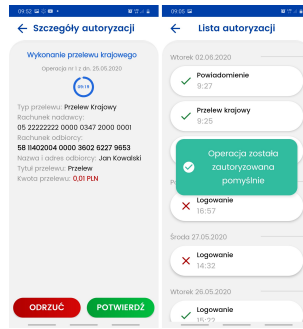 09:52
← Szczegóły autoryzacji
Wykonanie przelewu krajowego
Operacja nr 1 z dn. 25.05.2020
09:19
Typ przelewu: Przelew Krajowy
Rachunek nadawcy:
05 22222222 0000 0347 2000 0001
Rachunek odbiorcy:
58 11402004 0000 3602 6227 9653
Nazwa i adres odbiorcy: Jan Kowalski
Tytuł przelewu: Przelew
Kwota przelewu: 0,01 PLN
ODRZUĆ
POTWIERDŹ
09:05
← Lista autoryzacji
Wtorek 02.06.2020
Powiadomienie
9:27
Przelew krajowy
9:25
Operacja została
zautoryzowana
pomyślnie
Logowanie
16:57
Środa 27.05.2020
Logowanie
14:32
Wtorek 26.05.2020
Logowanie